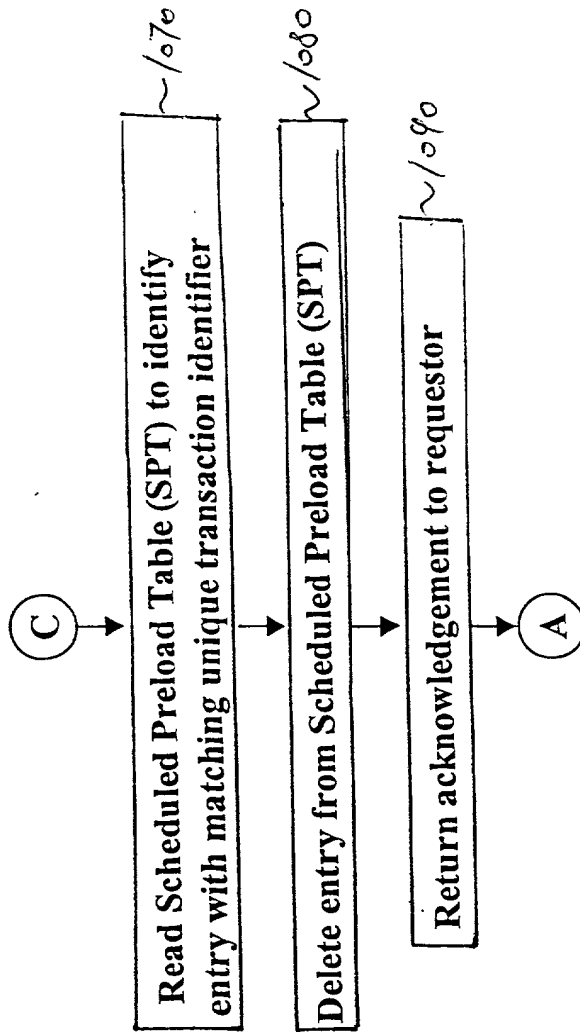 C
Read Scheduled Preload Table (SPT) to identify
entry with matching unique transaction identifier
~1070
Delete entry from Scheduled Preload Table (SPT)
~1080
Return acknowledgement to requestor
~1090
A